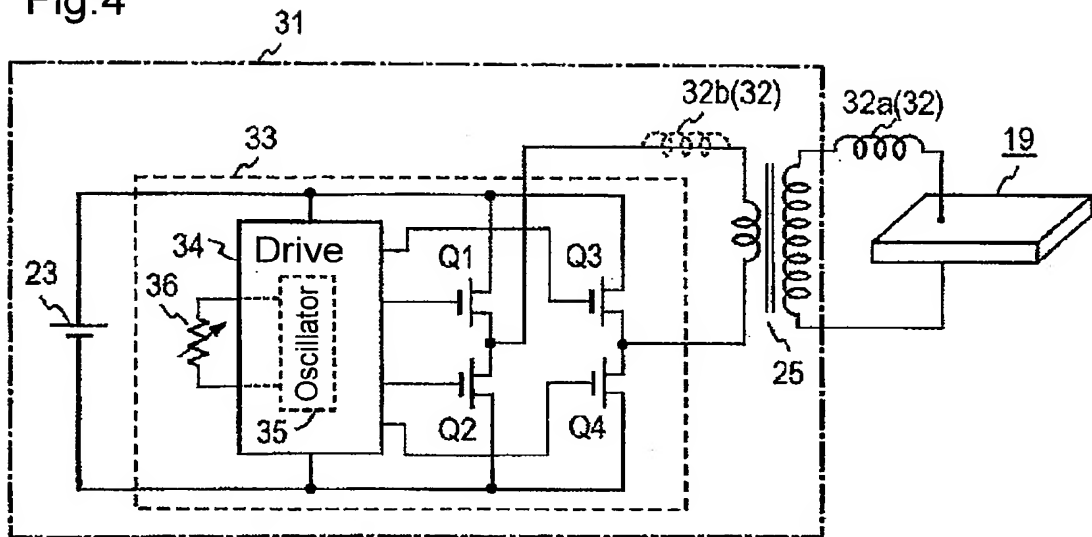 Fig.4
31
32b(32)
32a(32)
19
33
34
Drive
Q1
Q3
23
36
Oscillator
25
35
Q2
Q4